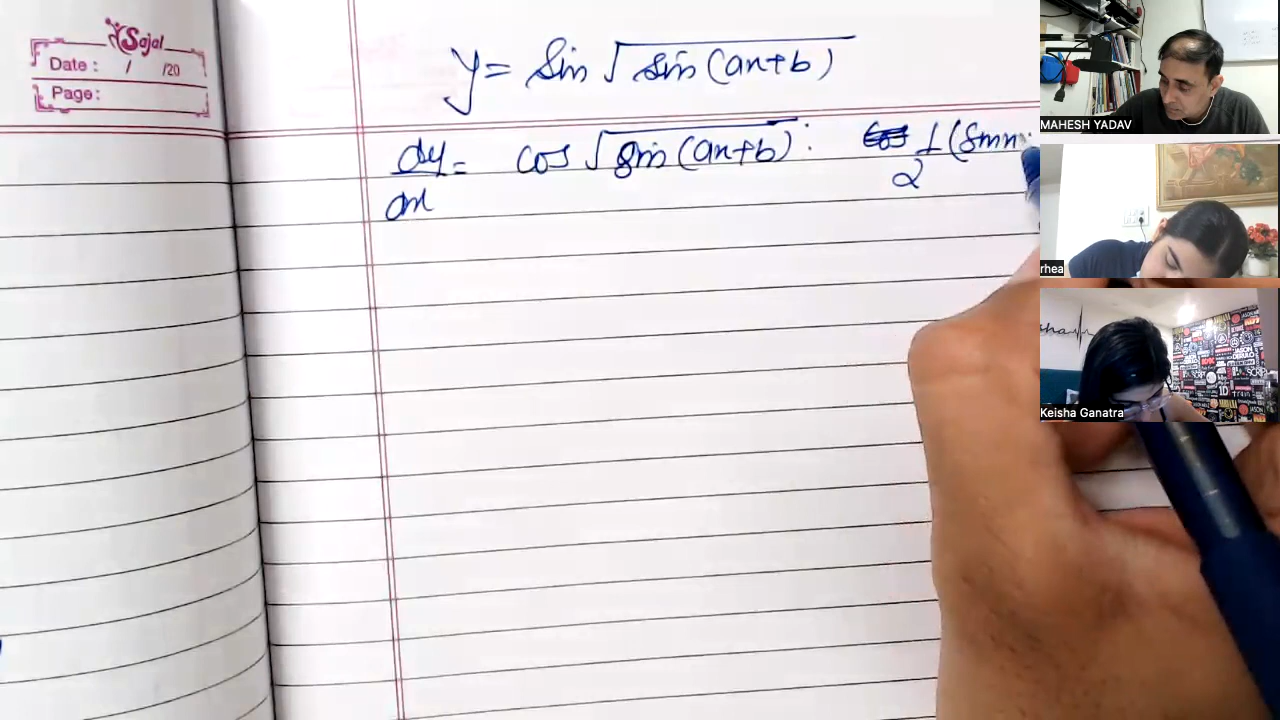 Sajal
Date : / /20
Page:
y = sin √sin (ax+b)
dy/dx = cos √sin (ax+b) · 1/2 (sin
MAHESH YADAV
rhea
Keisha Ganatra